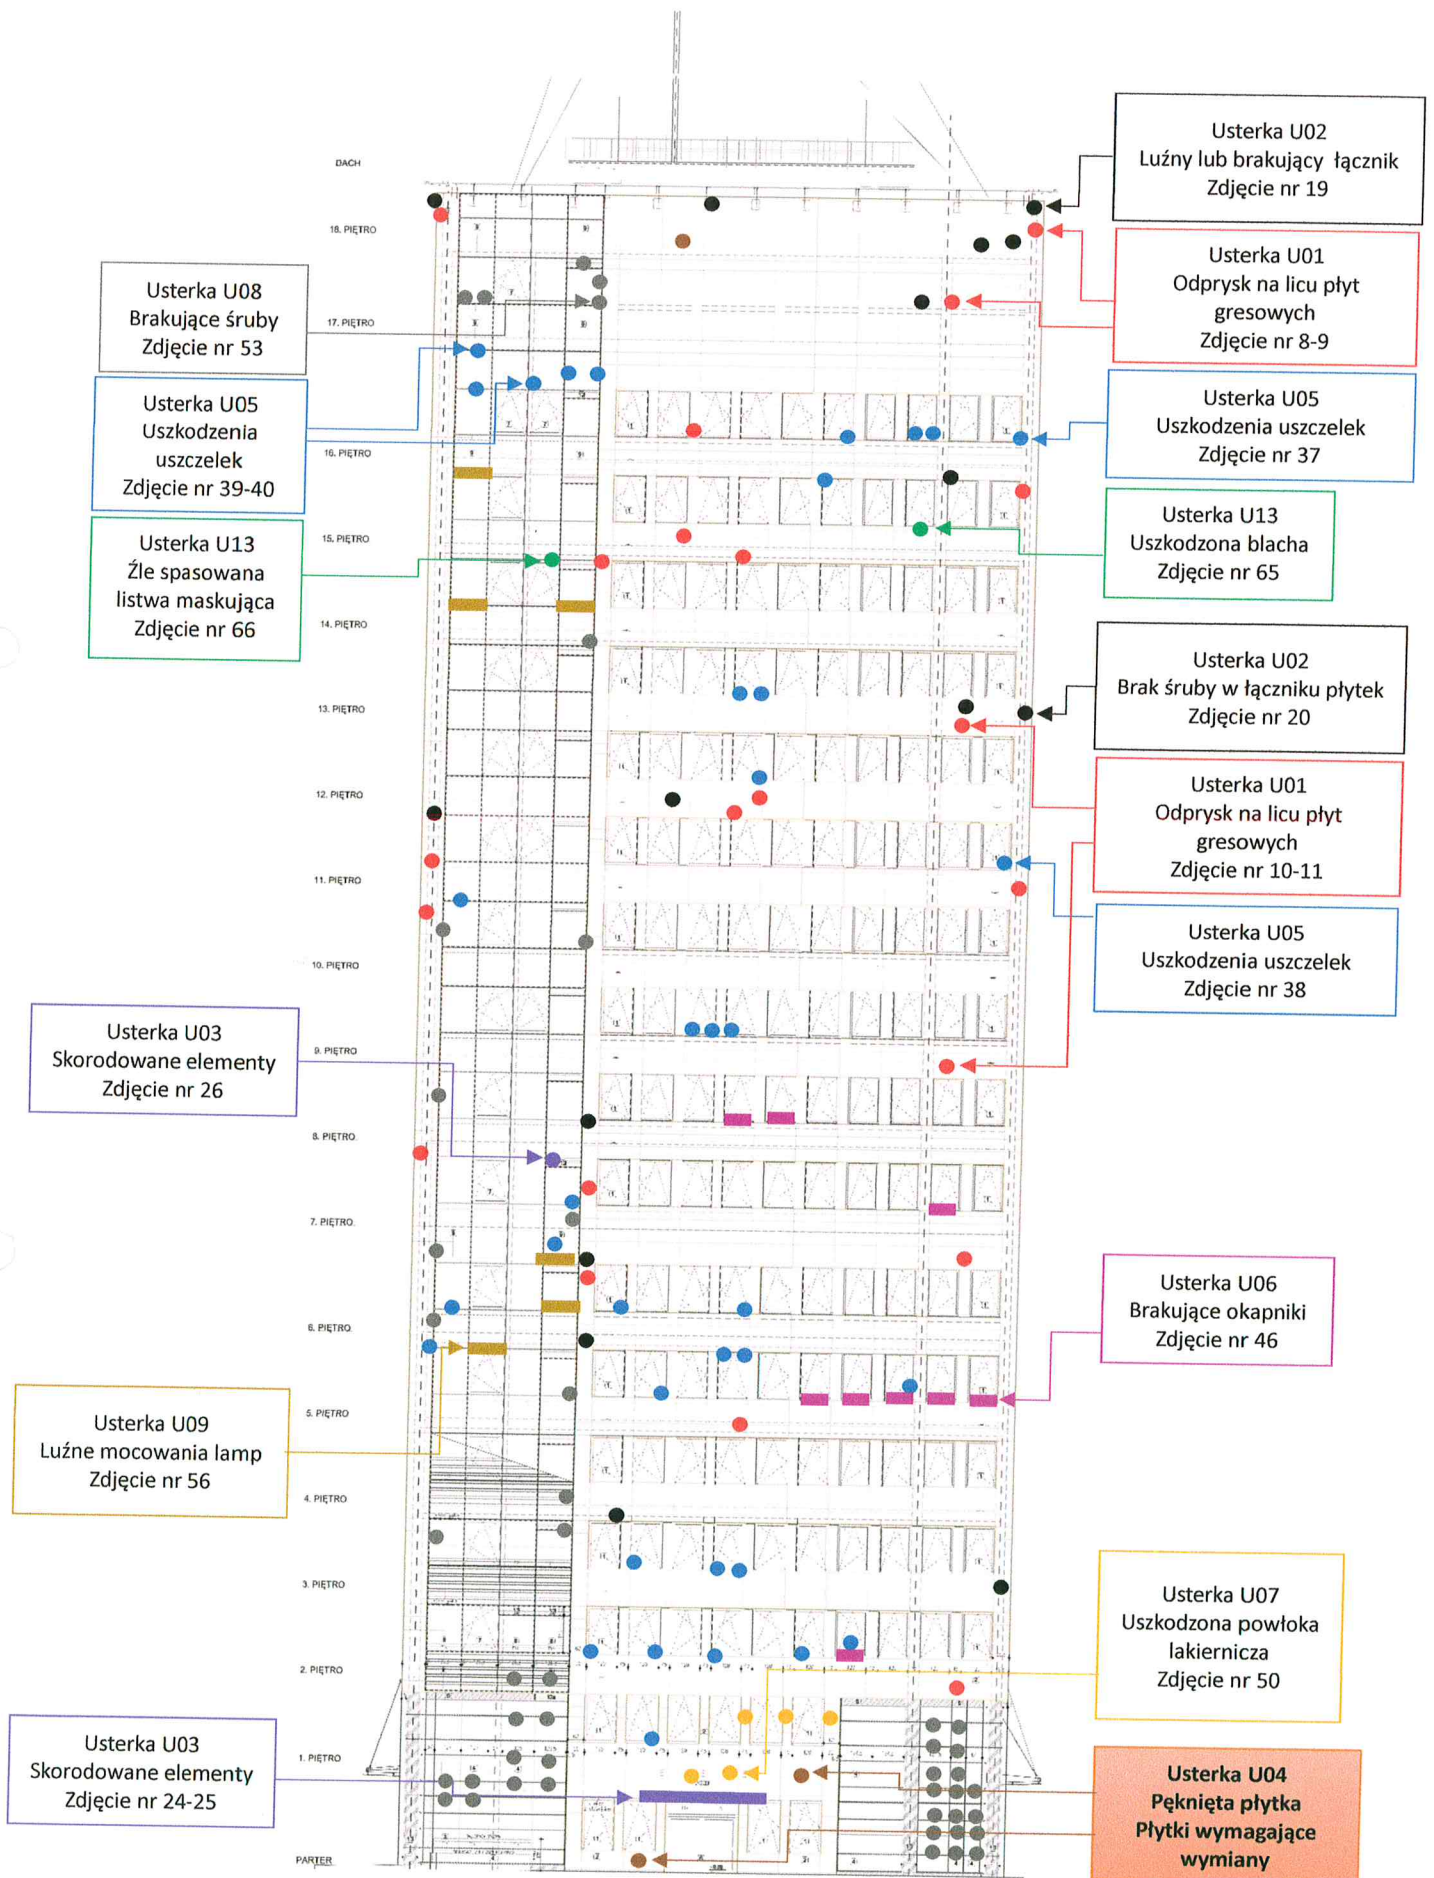 DACH
18. PIĘTRO
17. PIĘTRO
16. PIĘTRO
15. PIĘTRO
14. PIĘTRO
13. PIĘTRO
12. PIĘTRO
11. PIĘTRO
10. PIĘTRO
9. PIĘTRO
8. PIĘTRO
7. PIĘTRO
6. PIĘTRO
5. PIĘTRO
4. PIĘTRO
3. PIĘTRO
2. PIĘTRO
1. PIĘTRO
PARTER
Usterka U08
Brakujące śruby
Zdjęcie nr 53
Usterka U05
Uszkodzenia
uszczelek
Zdjęcie nr 39-40
Usterka U13
Źle spasowana
listwa maskująca
Zdjęcie nr 66
Usterka U03
Skorodowane elementy
Zdjęcie nr 26
Usterka U09
Luźne mocowania lamp
Zdjęcie nr 56
Usterka U03
Skorodowane elementy
Zdjęcie nr 24-25
Usterka U02
Luźny lub brakujący łącznik
Zdjęcie nr 19
Usterka U01
Odprysk na licu płyt
gresowych
Zdjęcie nr 8-9
Usterka U05
Uszkodzenia uszczelek
Zdjęcie nr 37
Usterka U13
Uszkodzona blacha
Zdjęcie nr 65
Usterka U02
Brak śruby w łączniku płytek
Zdjęcie nr 20
Usterka U01
Odprysk na licu płyt
gresowych
Zdjęcie nr 10-11
Usterka U05
Uszkodzenia uszczelek
Zdjęcie nr 38
Usterka U06
Brakujące okapniki
Zdjęcie nr 46
Usterka U07
Uszkodzona powłoka
lakiernicza
Zdjęcie nr 50
Usterka U04
Pęknięta płytka
Płytki wymagające
wymiany